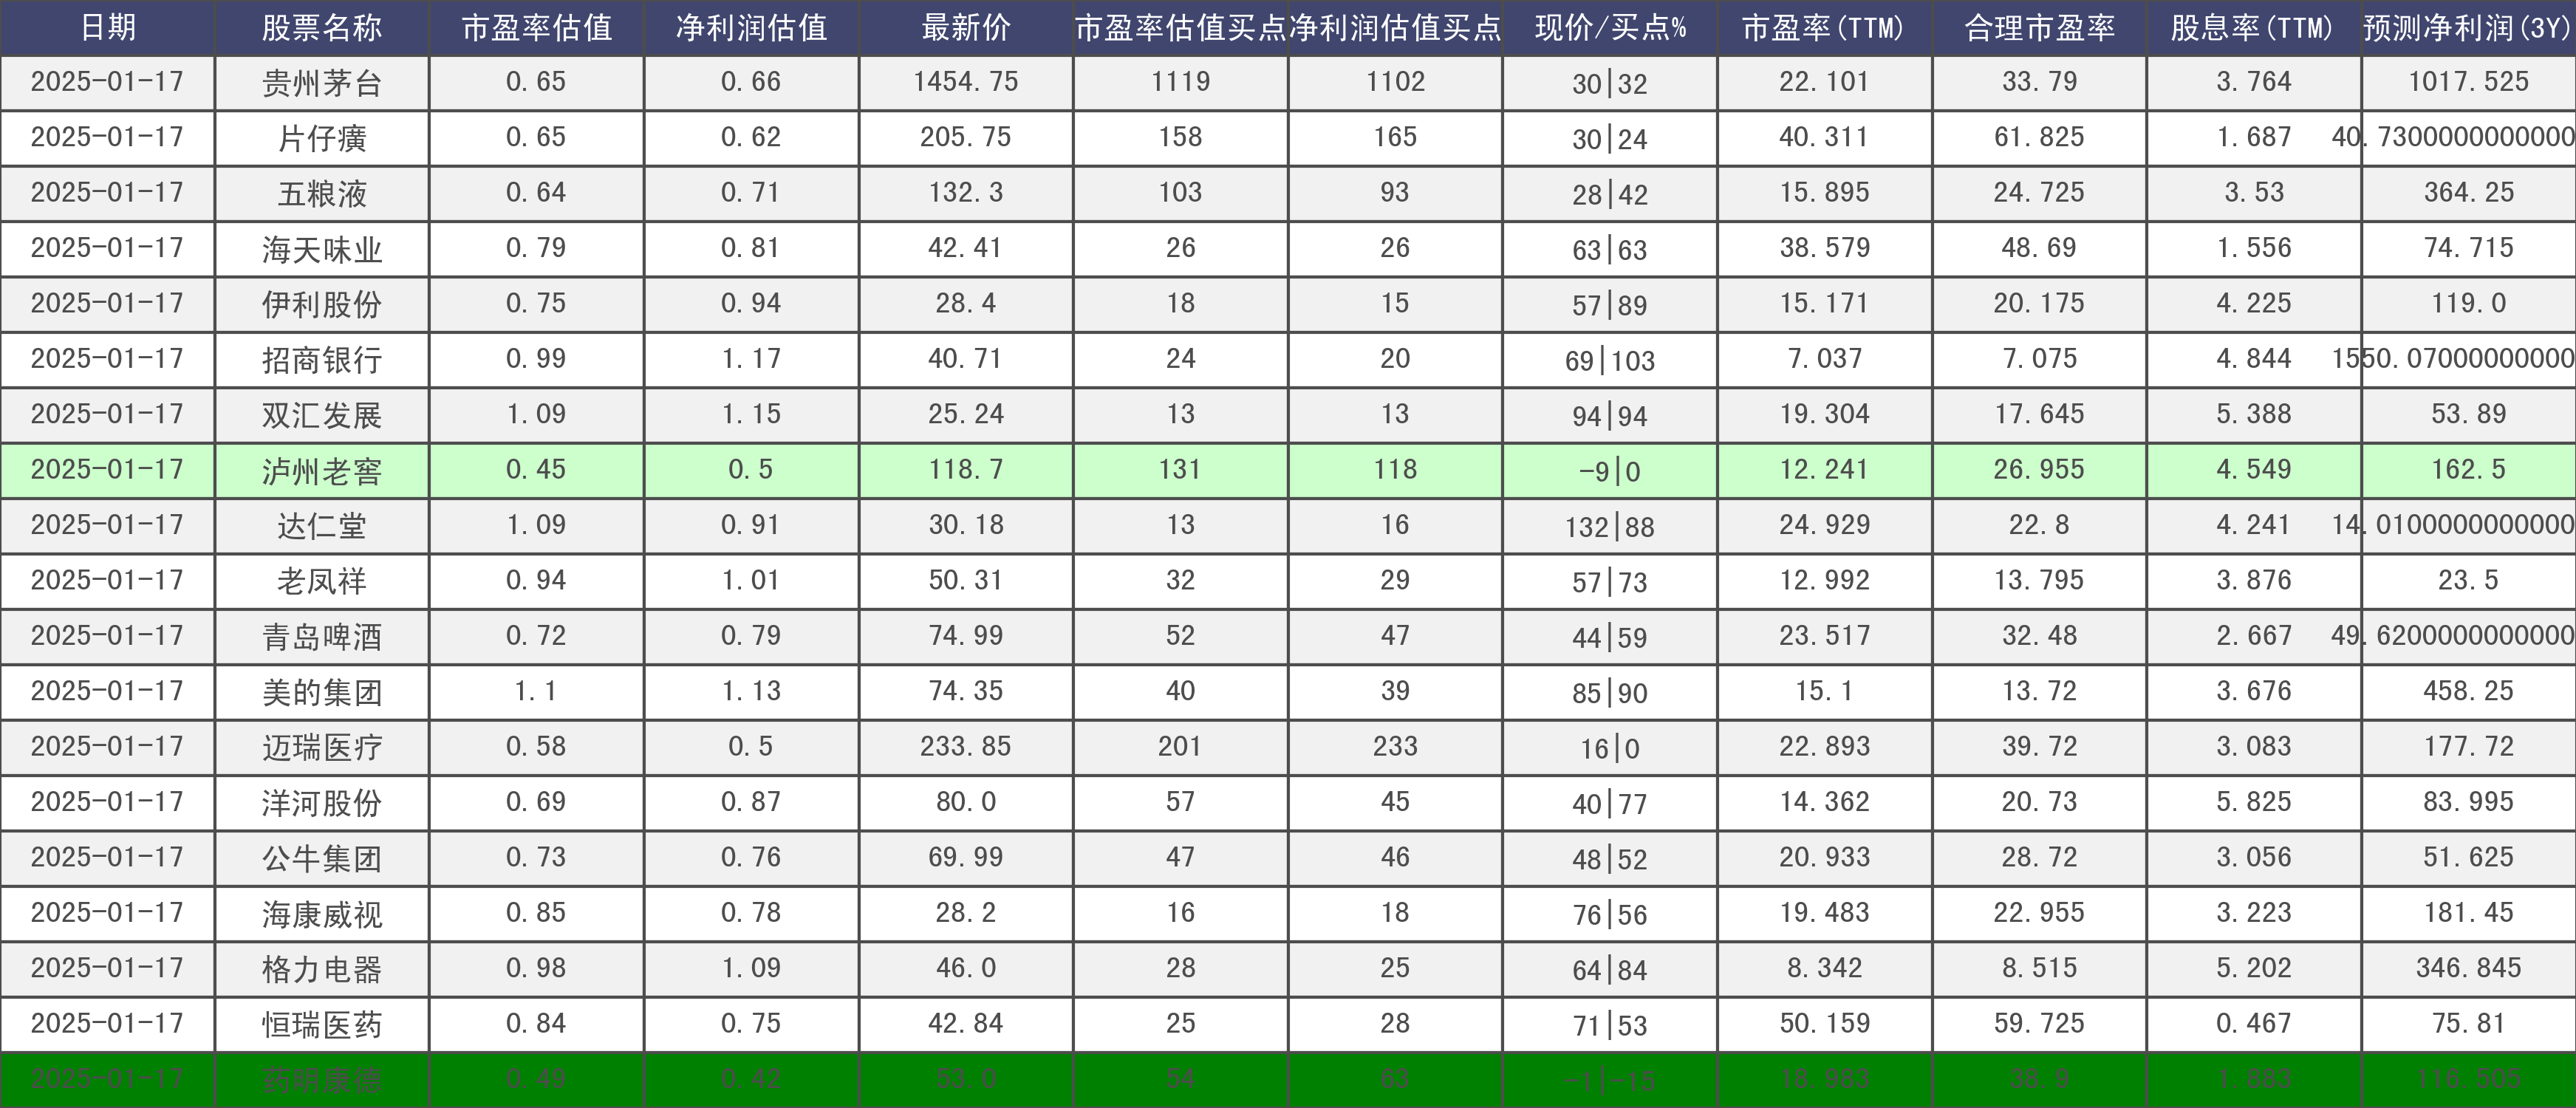 日期 股票名称 市盈率估值 净利润估值 最新价 市盈率估值买点 净利润估值买点 现价/买点% 市盈率(TTM) 合理市盈率 股息率(TTM) 预测净利润(3Y)
2025-01-17 贵州茅台 0.65 0.66 1454.75 1119 1102 30|32 22.101 33.79 3.764 1017.525
2025-01-17 片仔癀 0.65 0.62 205.75 158 165 30|24 40.311 61.825 1.687 40.7300000000000
2025-01-17 五粮液 0.64 0.71 132.3 103 93 28|42 15.895 24.725 3.53 364.25
2025-01-17 海天味业 0.79 0.81 42.41 26 26 63|63 38.579 48.69 1.556 74.715
2025-01-17 伊利股份 0.75 0.94 28.4 18 15 57|89 15.171 20.175 4.225 119.0
2025-01-17 招商银行 0.99 1.17 40.71 24 20 69|103 7.037 7.075 4.844 1550.07000000000
2025-01-17 双汇发展 1.09 1.15 25.24 13 13 94|94 19.304 17.645 5.388 53.89
2025-01-17 泸州老窖 0.45 0.5 118.7 131 118 -9|0 12.241 26.955 4.549 162.5
2025-01-17 达仁堂 1.09 0.91 30.18 13 16 132|88 24.929 22.8 4.241 14.0100000000000
2025-01-17 老凤祥 0.94 1.01 50.31 32 29 57|73 12.992 13.795 3.876 23.5
2025-01-17 青岛啤酒 0.72 0.79 74.99 52 47 44|59 23.517 32.48 2.667 49.6200000000000
2025-01-17 美的集团 1.1 1.13 74.35 40 39 85|90 15.1 13.72 3.676 458.25
2025-01-17 迈瑞医疗 0.58 0.5 233.85 201 233 16|0 22.893 39.72 3.083 177.72
2025-01-17 洋河股份 0.69 0.87 80.0 57 45 40|77 14.362 20.73 5.825 83.995
2025-01-17 公牛集团 0.73 0.76 69.99 47 46 48|52 20.933 28.72 3.056 51.625
2025-01-17 海康威视 0.85 0.78 28.2 16 18 76|56 19.483 22.955 3.223 181.45
2025-01-17 格力电器 0.98 1.09 46.0 28 25 64|84 8.342 8.515 5.202 346.845
2025-01-17 恒瑞医药 0.84 0.75 42.84 25 28 71|53 50.159 59.725 0.467 75.81
2025-01-17 药明康德 0.49 0.42 53.0 54 63 -1|-15 18.983 38.9 1.883 116.505